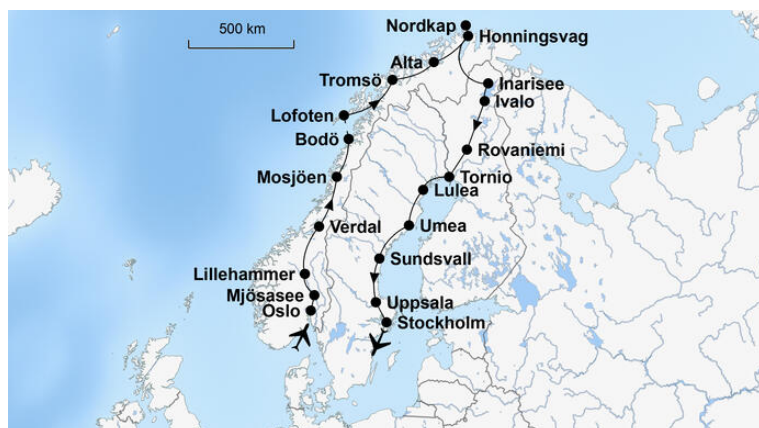 Nordkap
500 km
Honningsvag
Alta
Tromsö
Inarisee
Ivalo
Lofoten
Bodö
Rovaniemi
Mosjöen
Tornio
Lulea
Verdal
Umea
Sundsvall
Lillehammer
Mjösasee
Uppsala
Oslo
Stockholm